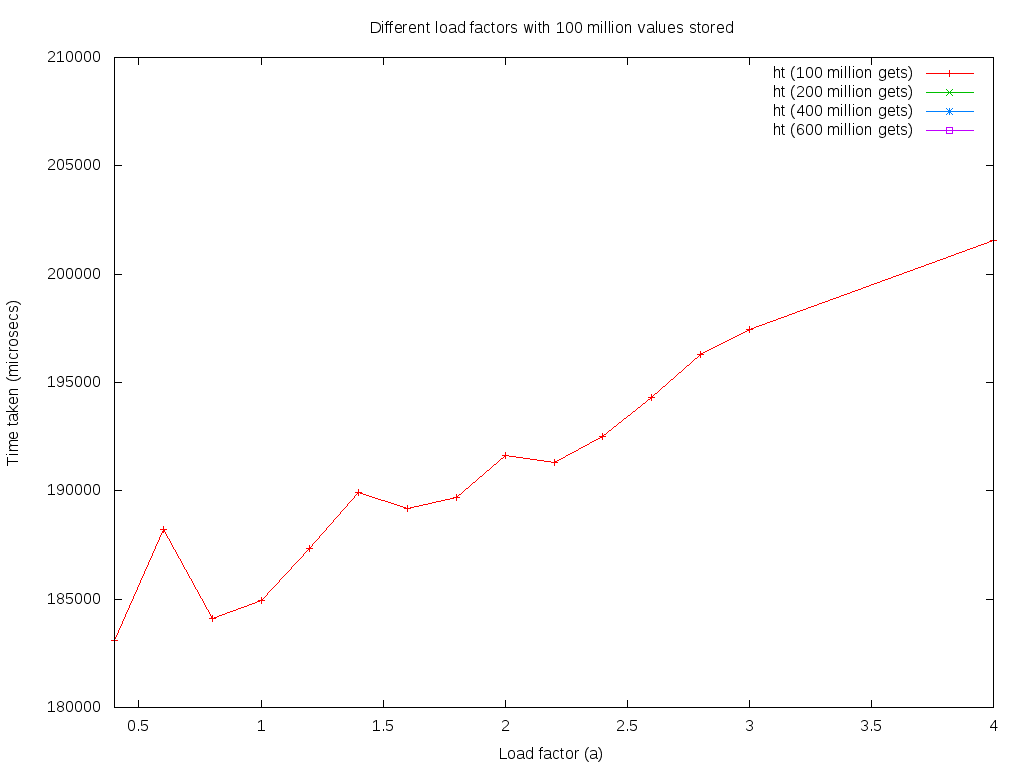 Different load factors with 100 million values stored
210000
205000
200000
195000
190000
185000
180000
Time taken (microsecs)
ht (100 million gets)
ht (200 million gets)
ht (400 million gets)
ht (600 million gets)
0.5 1 1.5 2 2.5 3 3.5 4
Load factor (a)